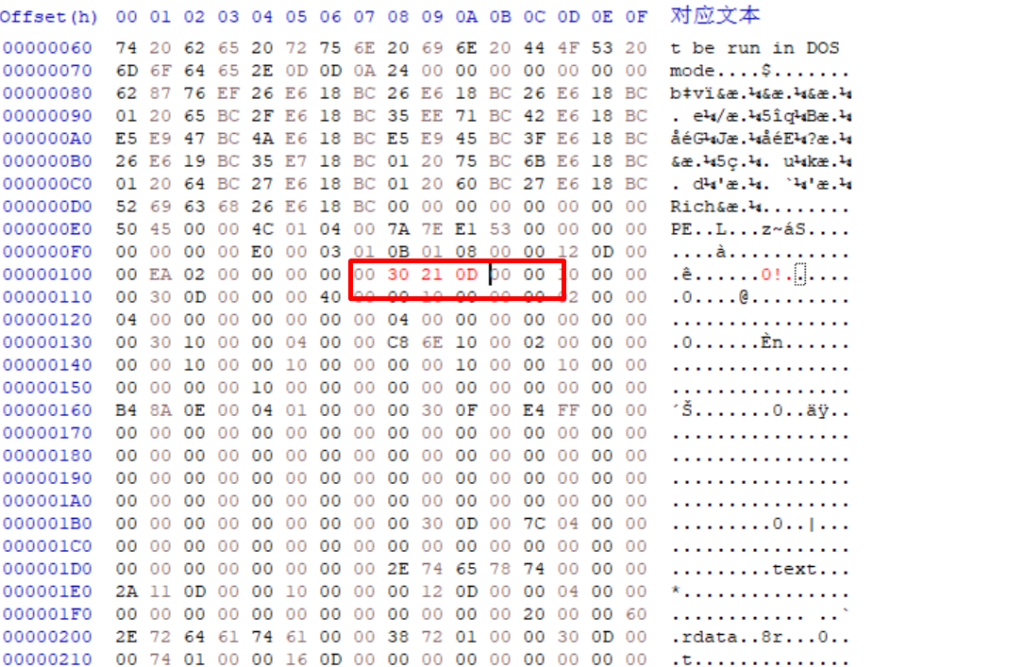 Offset(h) 00 01 02 03 04 05 06 07 08 09 0A 0B 0C 0D 0E 0F 对应文本
00000060 74 20 62 65 20 72 75 6E 20 69 6E 20 44 4F 53 20 t be run in DOS
00000070 6D 6F 64 65 2E 0D 0D 0A 24 00 00 00 00 00 00 00 mode....$.......
00000080 62 87 76 EF 26 E6 18 BC 26 E6 18 BC 26 E6 18 BC b‡vï&æ.¼&æ.¼&æ.¼
00000090 01 20 65 BC 2F E6 18 BC 35 EE 71 BC 42 E6 18 BC . e¼/æ.¼5îq¼Bæ.¼
000000A0 E5 E9 47 BC 4A E6 18 BC E5 E9 45 BC 3F E6 18 BC åéG¼Jæ.¼åéE¼?æ.¼
000000B0 26 E6 19 BC 35 E7 18 BC 01 20 75 BC 6B E6 18 BC &æ.¼5ç.¼. u¼kæ.¼
000000C0 01 20 64 BC 27 E6 18 BC 01 20 60 BC 27 E6 18 BC . d¼'æ.¼. `¼'æ.¼
000000D0 52 69 63 68 26 E6 18 BC 00 00 00 00 00 00 00 00 Rich&æ.¼........
000000E0 50 45 00 00 4C 01 04 00 7A 7E E1 53 00 00 00 00 PE..L...z~áS....
000000F0 00 00 00 00 E0 00 03 01 0B 01 08 00 00 12 0D 00 ....à...........
00000100 00 EA 02 00 00 00 00 00 30 21 0D 00 00 10 00 00 .ê......0!......
00000110 00 30 0D 00 00 00 40 00 00 10 00 00 00 02 00 00 .0....@.........
00000120 04 00 00 00 00 00 00 00 04 00 00 00 00 00 00 00 ................
00000130 00 30 10 00 00 04 00 00 C8 6E 10 00 02 00 00 00 .0......Èn......
00000140 00 00 10 00 00 10 00 00 00 00 10 00 00 10 00 00 ................
00000150 00 00 00 00 10 00 00 00 00 00 00 00 00 00 00 00 ................
00000160 B4 8A 0E 00 04 01 00 00 00 30 0F 00 E4 FF 00 00 ´Š.......0..äÿ..
00000170 00 00 00 00 00 00 00 00 00 00 00 00 00 00 00 00 ................
00000180 00 00 00 00 00 00 00 00 00 00 00 00 00 00 00 00 ................
00000190 00 00 00 00 00 00 00 00 00 00 00 00 00 00 00 00 ................
000001A0 00 00 00 00 00 00 00 00 00 00 00 00 00 00 00 00 ................
000001B0 00 00 00 00 00 00 00 00 00 30 0D 00 7C 04 00 00 .........0..|...
000001C0 00 00 00 00 00 00 00 00 00 00 00 00 00 00 00 00 ................
000001D0 00 00 00 00 00 00 00 00 2E 74 65 78 74 00 00 00 .........text...
000001E0 2A 11 0D 00 00 10 00 00 00 12 0D 00 00 04 00 00 *...............
000001F0 00 00 00 00 00 00 00 00 00 00 00 00 20 00 00 60 ............ ..`
00000200 2E 72 64 61 74 61 00 00 38 72 01 00 00 30 0D 00 .rdata..8r...0..
00000210 00 74 01 00 00 16 0D 00 00 00 00 00 00 00 00 00 .t..............